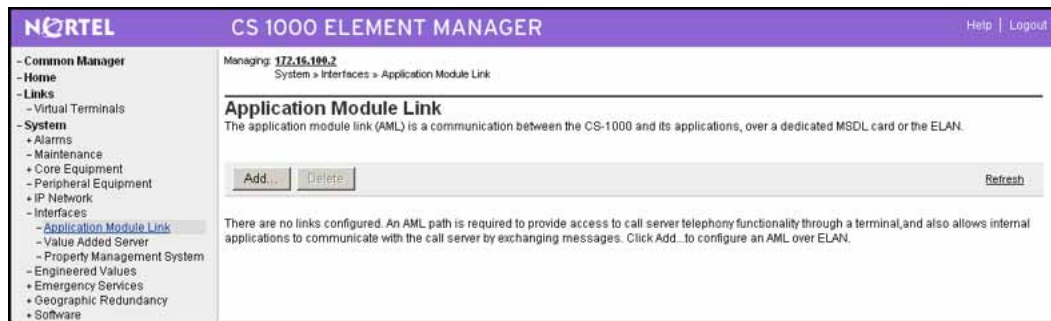 NORTEL
CS 1000 ELEMENT MANAGER
Help | Logout
- Common Manager
- Home
- Links
- Virtual Terminals
- System
+ Alarms
- Maintenance
+ Core Equipment
- Peripheral Equipment
+ IP Network
- Interfaces
- Application Module Link
- Value Added Server
- Property Management System
- Engineered Values
+ Emergency Services
+ Geographic Redundancy
+ Software
Managing: 172.16.100.2
System » Interfaces » Application Module Link
Application Module Link
The application module link (AML) is a communication between the CS-1000 and its applications, over a dedicated MSDL card or the ELAN.
Add... Delete
Refresh
There are no links configured. An AML path is required to provide access to call server telephony functionality through a terminal,and also allows internal
applications to communicate with the call server by exchanging messages. Click Add...to configure an AML over ELAN.